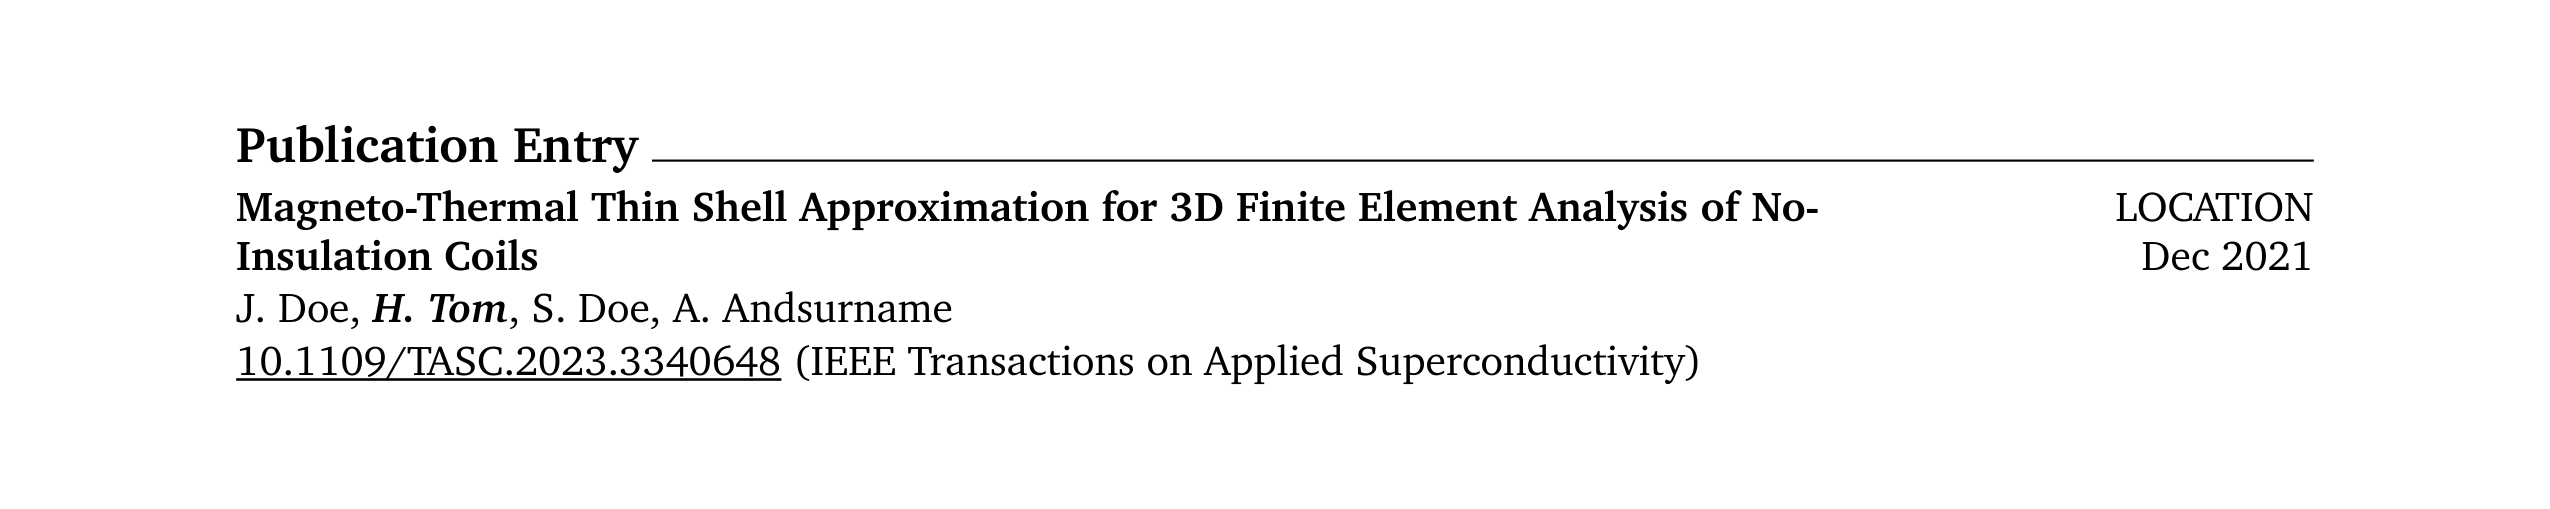 Publication Entry
Magneto-Thermal Thin Shell Approximation for 3D Finite Element Analysis of No-
Insulation Coils
LOCATION
Dec 2021
J. Doe, H. Tom, S. Doe, A. Andsurname
10.1109/TASC.2023.3340648 (IEEE Transactions on Applied Superconductivity)